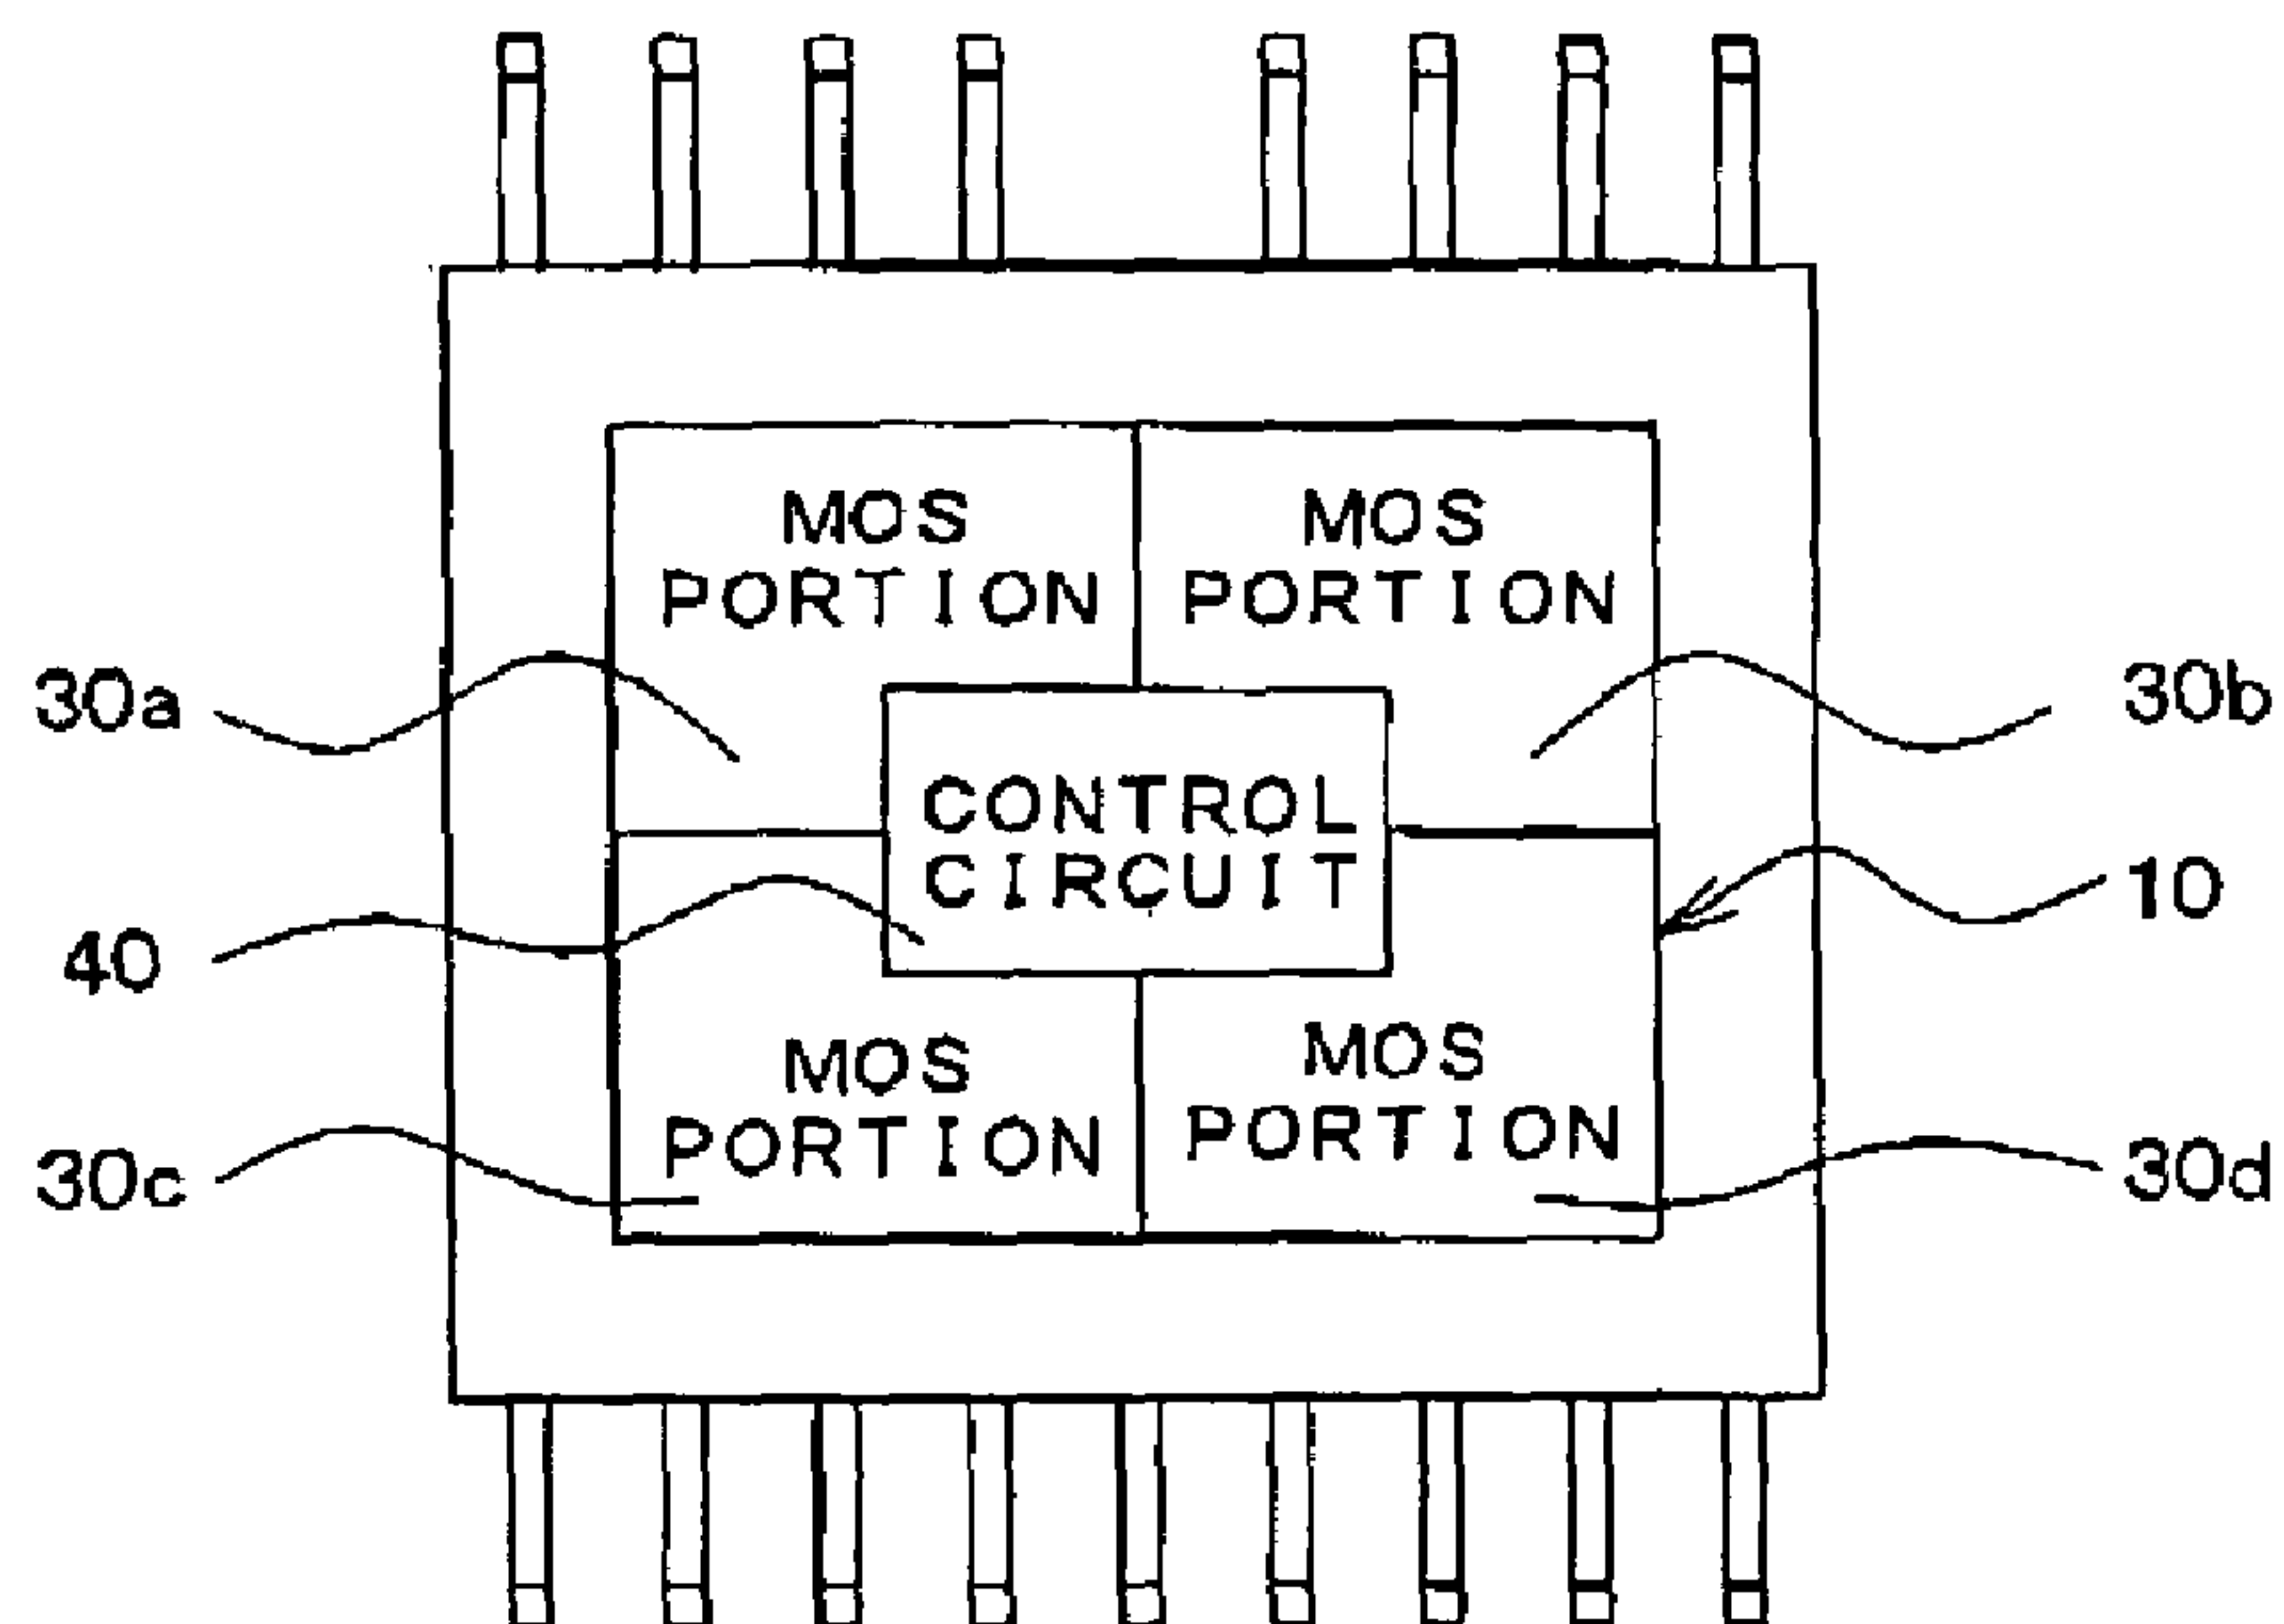 MOS
PORTION
MOS
PORTION
30a
30b
CONTROL
CIRCUIT
10
40
MOS
PORTION
MOS
PORTION
30c
30d